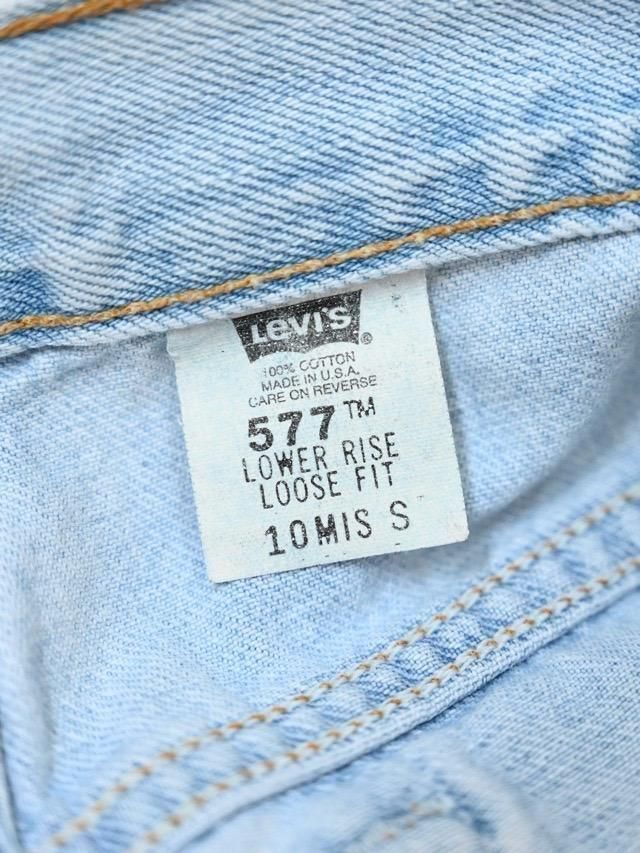 Levi's®
100% COTTON
MADE IN U.S.A.
CARE ON REVERSE
577™
LOWER RISE
LOOSE FIT
10MIS S